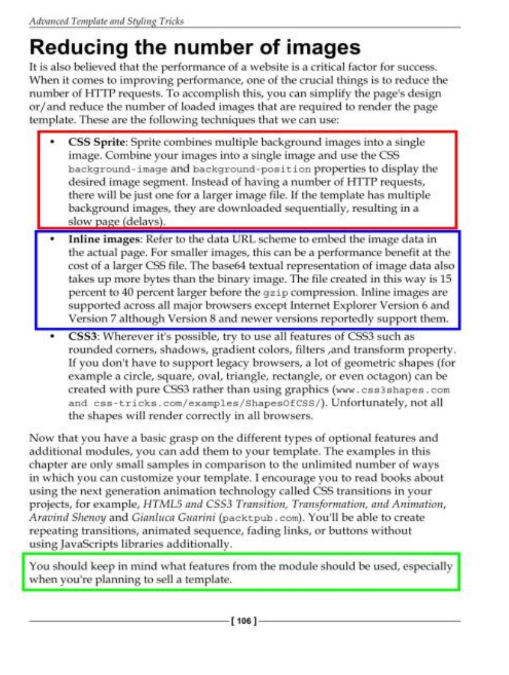 Advanced Template and Styling Tricks
Reducing the number of images
It is also believed that the performance of a website is a critical factor for success.
When it comes to improving performance, one of the crucial things is to reduce the
number of HTTP requests. To accomplish this, you can simplify the page's design
or/and reduce the number of loaded images that are required to render the page
template. These are the following techniques that we can use:
• CSS Sprite: Sprite combines multiple background images into a single
image. Combine your images into a single image and use the CSS
background-image and background-position properties to display the
desired image segment. Instead of having a number of HTTP requests,
there will be just one for a larger image file. If the template has multiple
background images, they are downloaded sequentially, resulting in a
slow page (delays).
• Inline images: Refer to the data URL scheme to embed the image data in
the actual page. For smaller images, this can be a performance benefit at the
cost of a larger CSS file. The base64 textual representation of image data also
takes up more bytes than the binary image. The file created in this way is 15
percent to 40 percent larger before the gzip compression. Inline images are
supported across all major browsers except Internet Explorer Version 6 and
Version 7 although Version 8 and newer versions reportedly support them.
• CSS3: Wherever it's possible, try to use all features of CSS3 such as
rounded corners, shadows, gradient colors, filters ,and transform property.
If you don't have to support legacy browsers, a lot of geometric shapes (for
example a circle, square, oval, triangle, rectangle, or even octagon) can be
created with pure CSS3 rather than using graphics (www.css3shapes.com
and css-tricks.com/examples/ShapesOfCSS/). Unfortunately, not all
the shapes will render correctly in all browsers.
Now that you have a basic grasp on the different types of optional features and
additional modules, you can add them to your template. The examples in this
chapter are only small samples in comparison to the unlimited number of ways
in which you can customize your template. I encourage you to read books about
using the next generation animation technology called CSS transitions in your
projects, for example, HTML5 and CSS3 Transition, Transformation, and Animation,
Aravind Shenoy and Gianluca Guarini (packtpub.com). You'll be able to create
repeating transitions, animated sequence, fading links, or buttons without
using JavaScripts libraries additionally.
You should keep in mind what features from the module should be used, especially
when you're planning to sell a template.
[ 106 ]